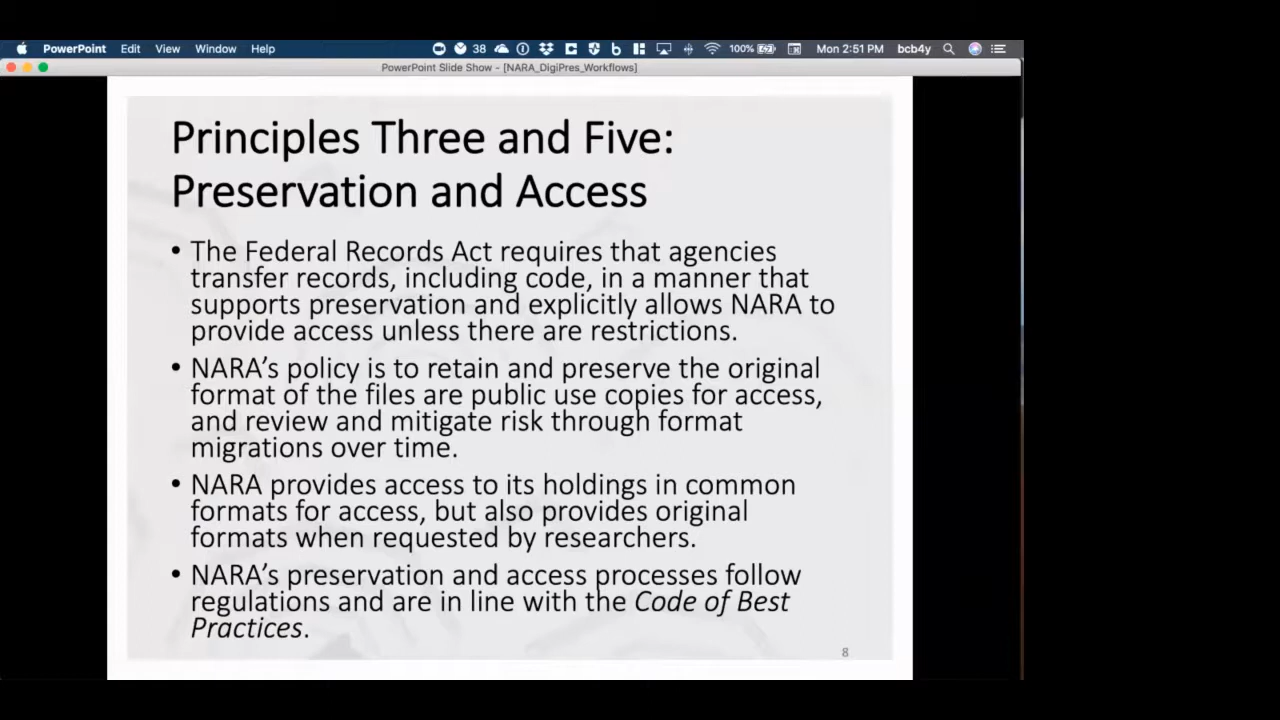 PowerPoint Edit View Window Help 38 100% Mon 2:51 PM bcb4y
PowerPoint Slide Show - [NARA_DigiPres_Workflows]
Principles Three and Five:
Preservation and Access
• The Federal Records Act requires that agencies
transfer records, including code, in a manner that
supports preservation and explicitly allows NARA to
provide access unless there are restrictions.
• NARA's policy is to retain and preserve the original
format of the files are public use copies for access,
and review and mitigate risk through format
migrations over time.
• NARA provides access to its holdings in common
formats for access, but also provides original
formats when requested by researchers.
• NARA's preservation and access processes follow
regulations and are in line with the Code of Best
Practices.
8